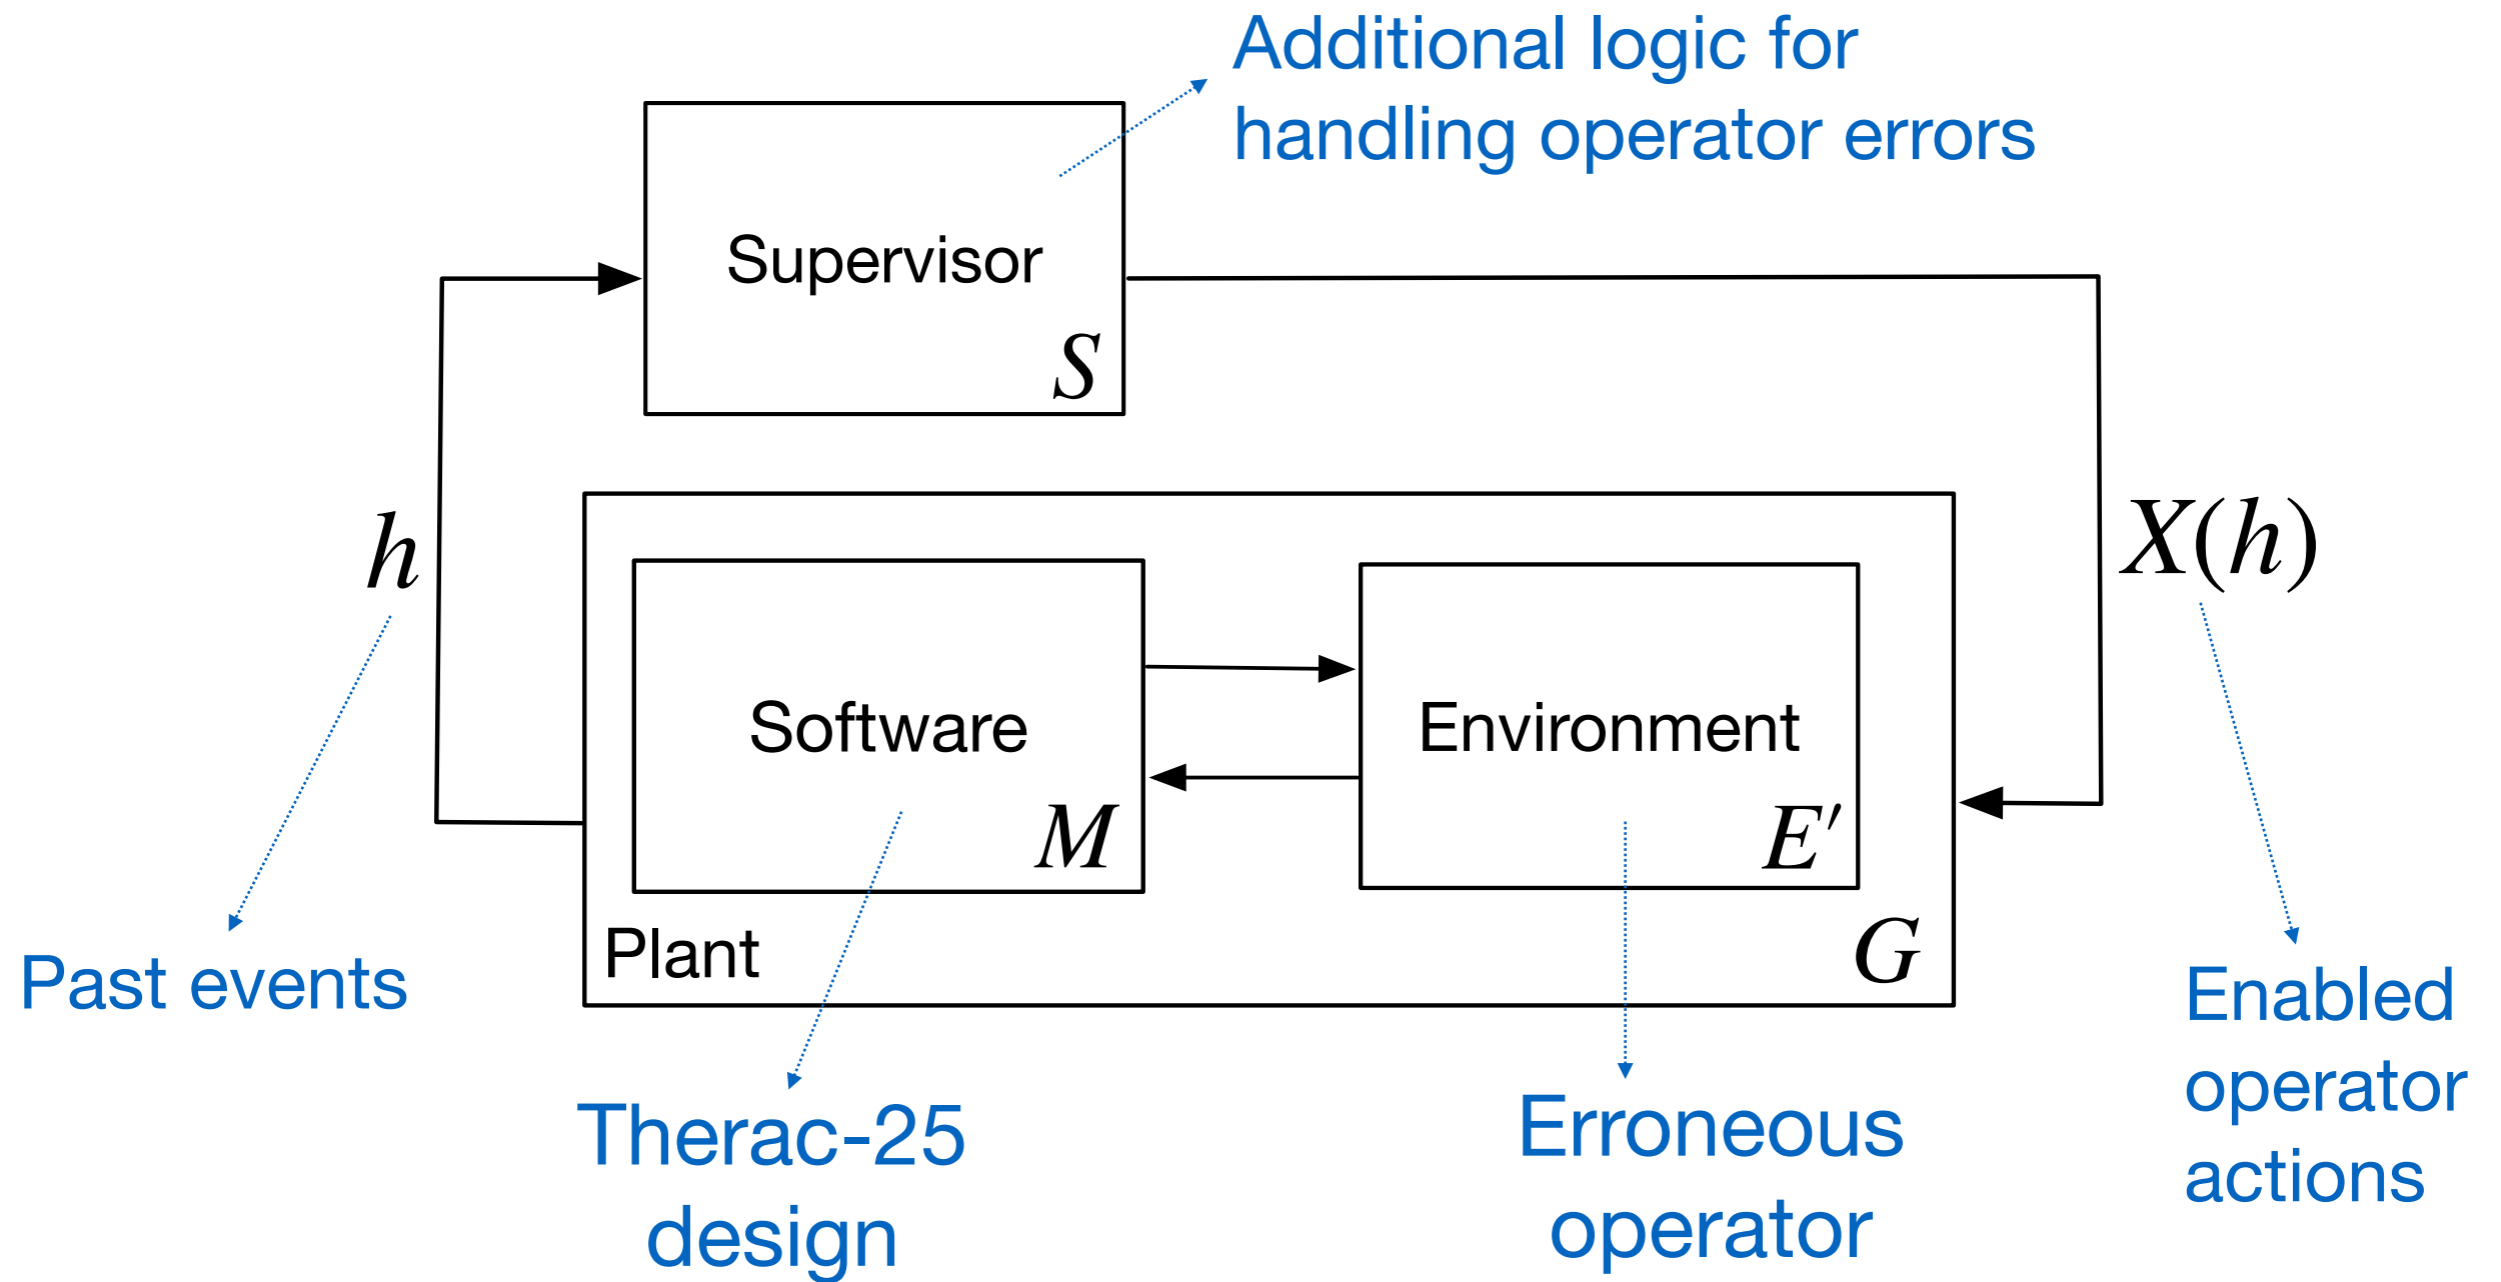 Additional logic for
handling operator errors
Supervisor
S
h
X(h)
Software
M
Environment
E′
Plant
G
Past events
Enabled
operator
actions
Therac-25
design
Erroneous
operator